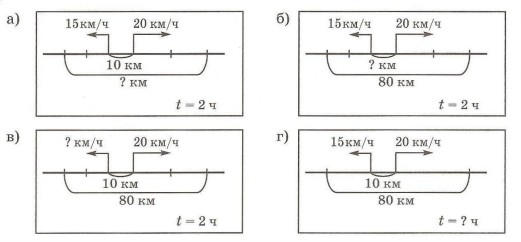 а)
15 км/ч 20 км/ч
10 км
? км
t = 2 ч
б)
15 км/ч 20 км/ч
? км
80 км
t = 2 ч
в)
? км/ч 20 км/ч
10 км
80 км
t = 2 ч
г)
15 км/ч 20 км/ч
10 км
80 км
t = ? ч